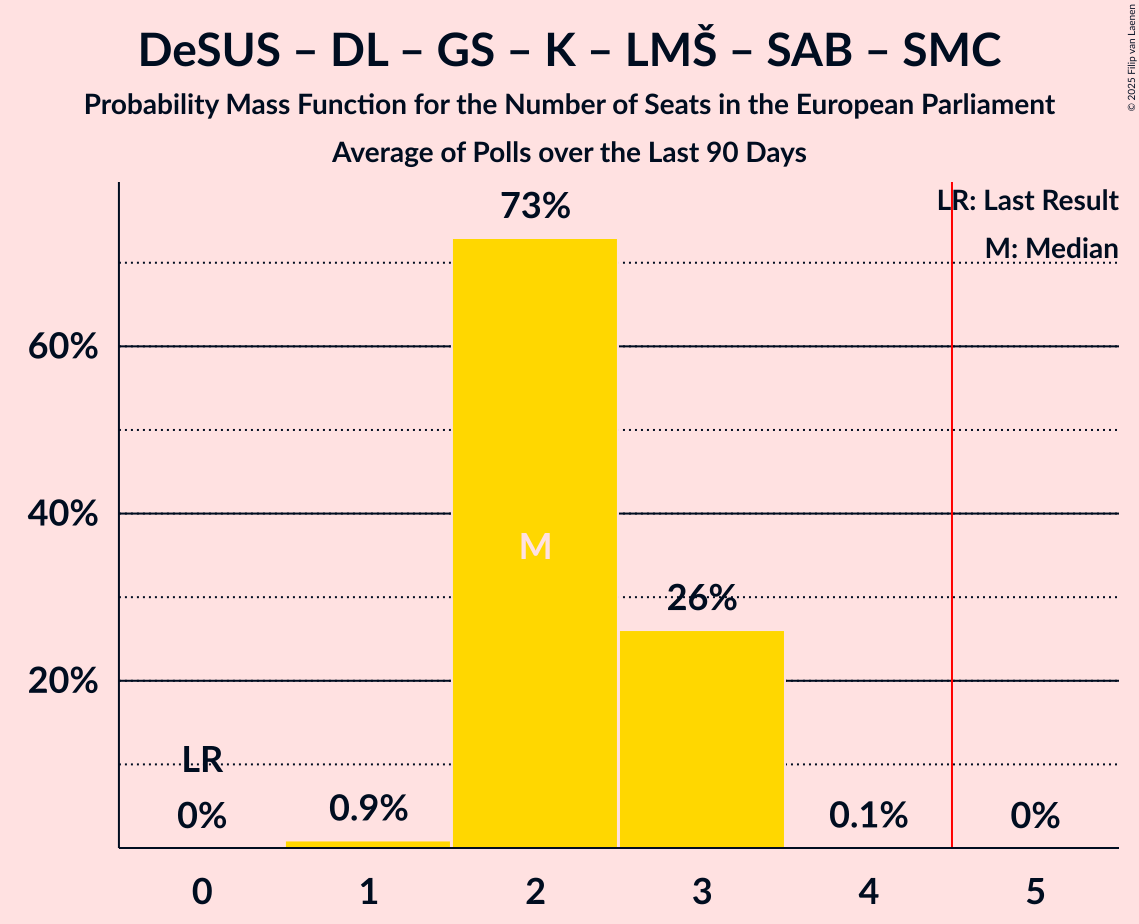 DeSUS – DL – GS – K – LMŠ – SAB – SMC
Probability Mass Function for the Number of Seats in the European Parliament
Average of Polls over the Last 90 Days
© 2025 Filip van Laenen
LR: Last Result
M: Median
73%
60%
40%
M
26%
20%
LR
0%
0.9%
0.1%
0%
0 1 2 3 4 5